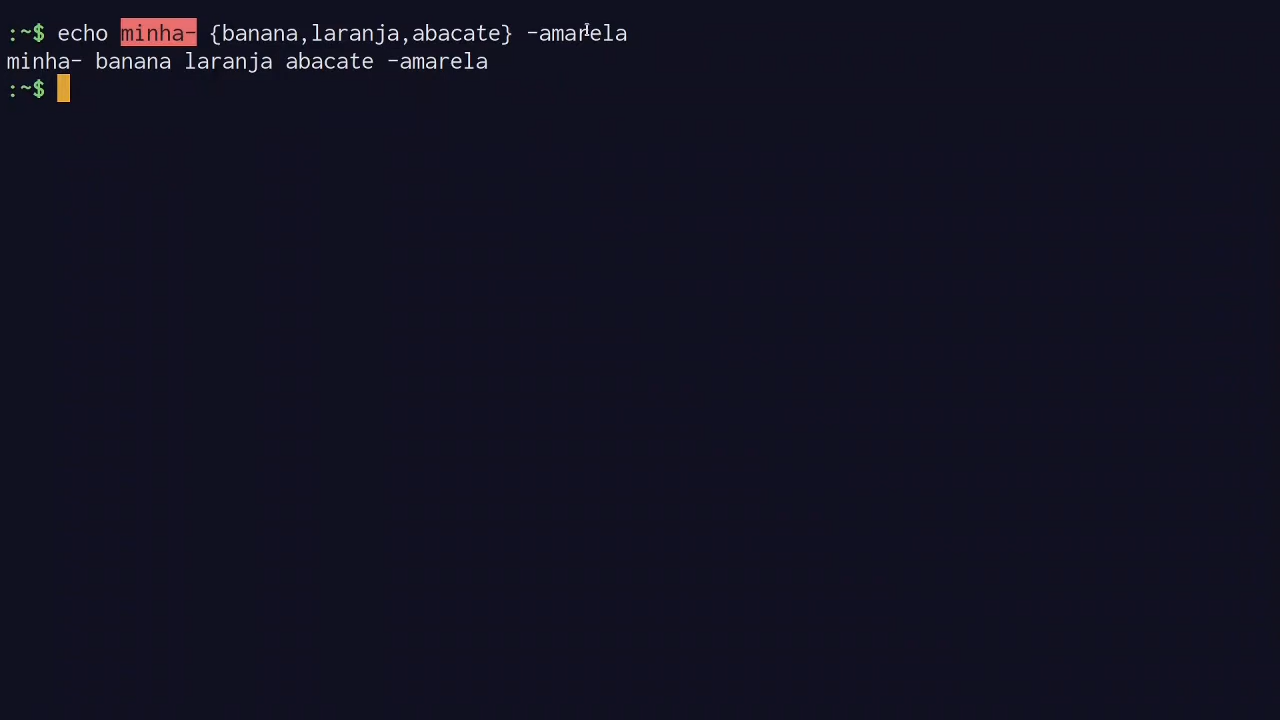 :~$ echo minha- {banana,laranja,abacate} -amarela
minha- banana laranja abacate -amarela
:~$